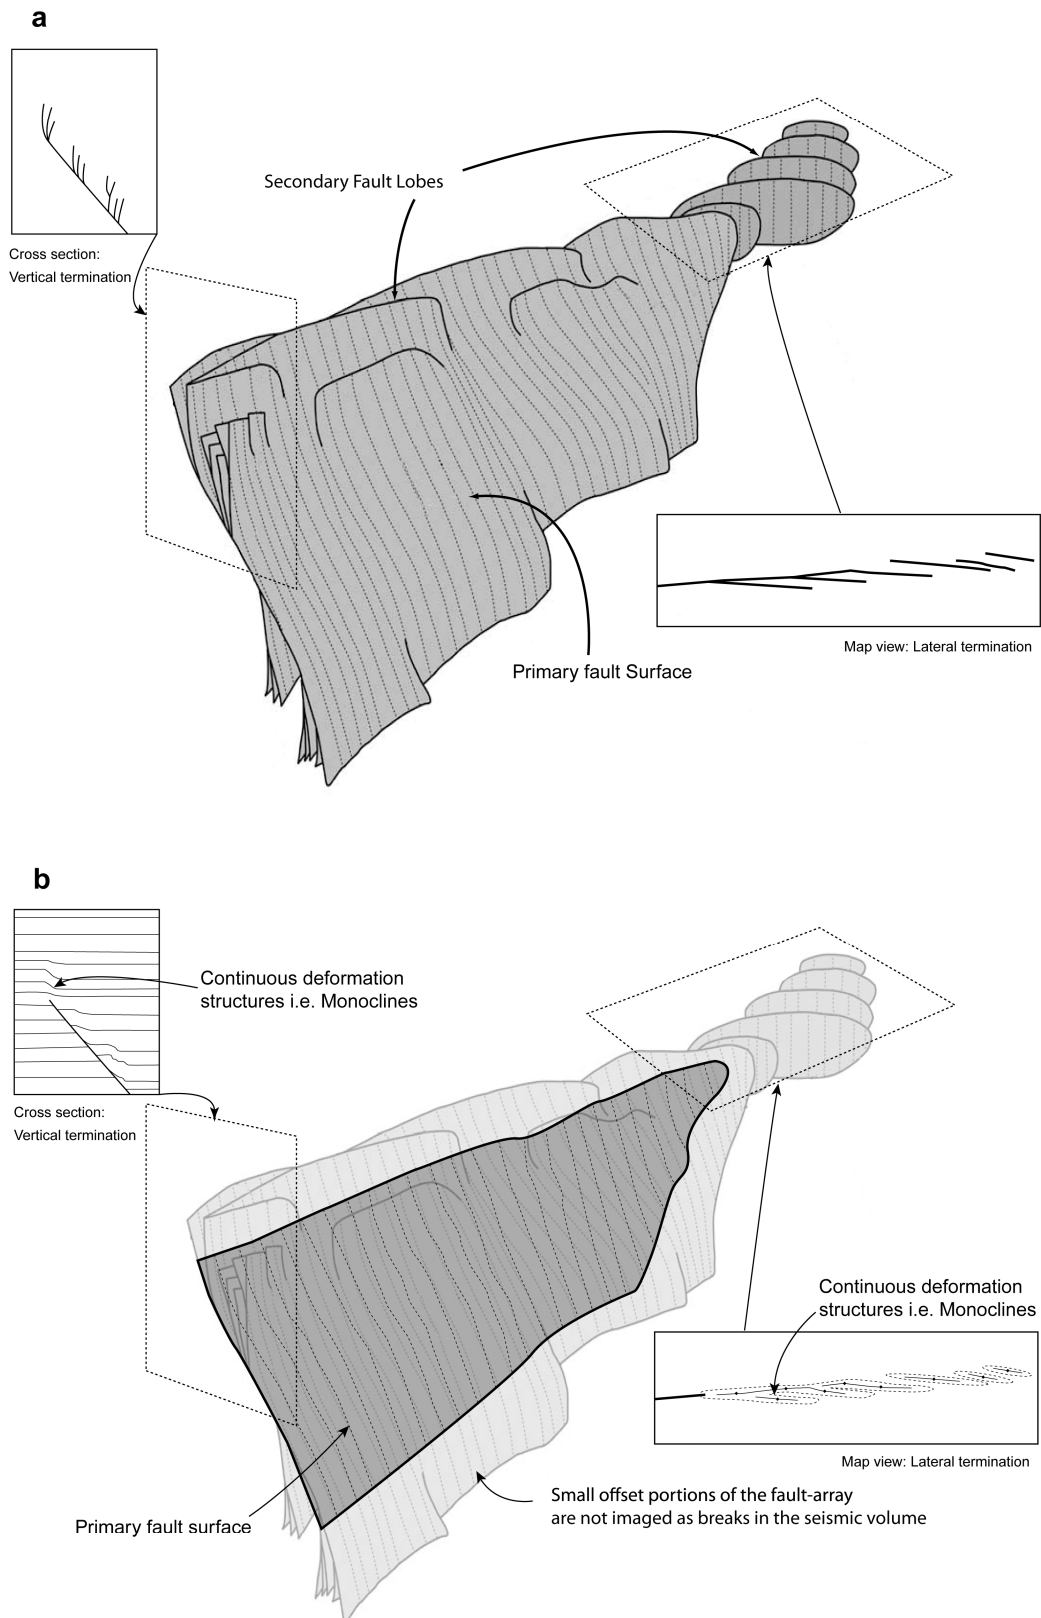 a
Secondary Fault Lobes
Cross section:
Vertical termination
Primary fault Surface
Map view: Lateral termination
b
Continuous deformation
structures i.e. Monoclines
Cross section:
Vertical termination
Continuous deformation
structures i.e. Monoclines
Map view: Lateral termination
Small offset portions of the fault-array
are not imaged as breaks in the seismic volume
Primary fault surface